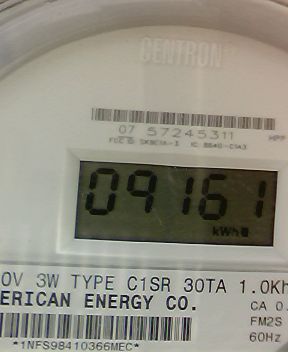 CENTRON
07 57245311
09161
kWh
0V 3W TYPE C1SR 30TA 1.0Kh
ERICAN ENERGY CO.
CA 0.
FM2S
60Hz
*1NFS98410366MEC*